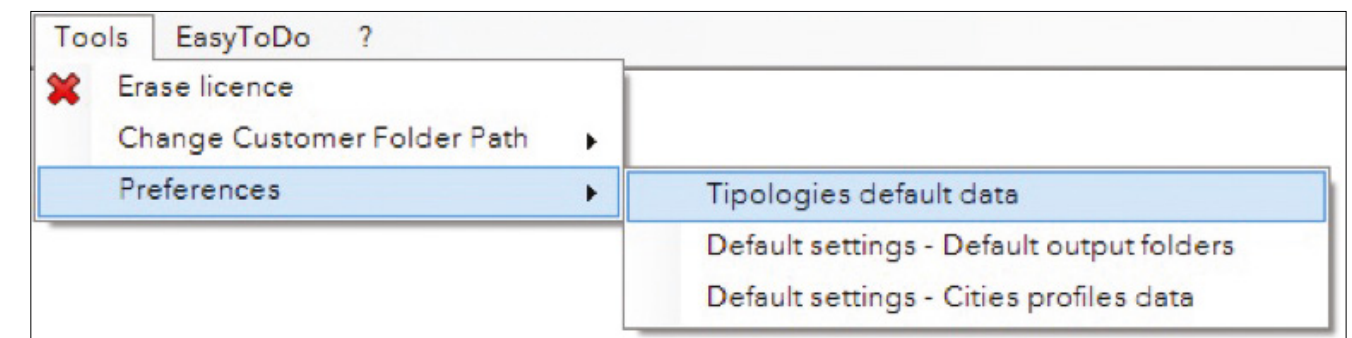 Tools EasyToDo ?
Erase licence
Change Customer Folder Path
Preferences
Tipologies default data
Default settings - Default output folders
Default settings - Cities profiles data